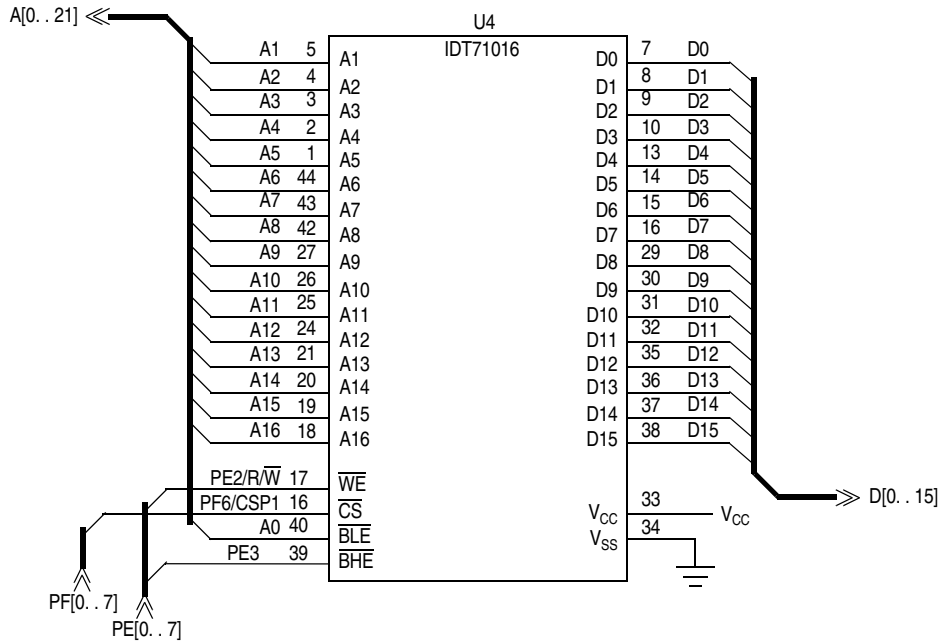 A[0. . 21]
U4
IDT71016
A1 5 A1 D0 7 D0
A2 4 A2 D1 8 D1
A3 3 A3 D2 9 D2
A4 2 A4 D3 10 D3
A5 1 A5 D4 13 D4
A6 44 A6 D5 14 D5
A7 43 A7 D6 15 D6
A8 42 A8 D7 16 D7
A9 27 A9 D8 29 D8
A10 26 A10 D9 30 D9
A11 25 A11 D10 31 D10
A12 24 A12 D11 32 D11
A13 21 A13 D12 35 D12
A14 20 A14 D13 36 D13
A15 19 A15 D14 37 D14
A16 18 A16 D15 38 D15
PE2/R/W̅ 17 W̅E̅
D[0. . 15]
PF6/CSP1 16 C̅S̅ VCC 33 VCC
A0 40 B̅L̅E̅ VSS 34
PE3 39 B̅H̅E̅
PF[0. . 7]
PE[0. . 7]